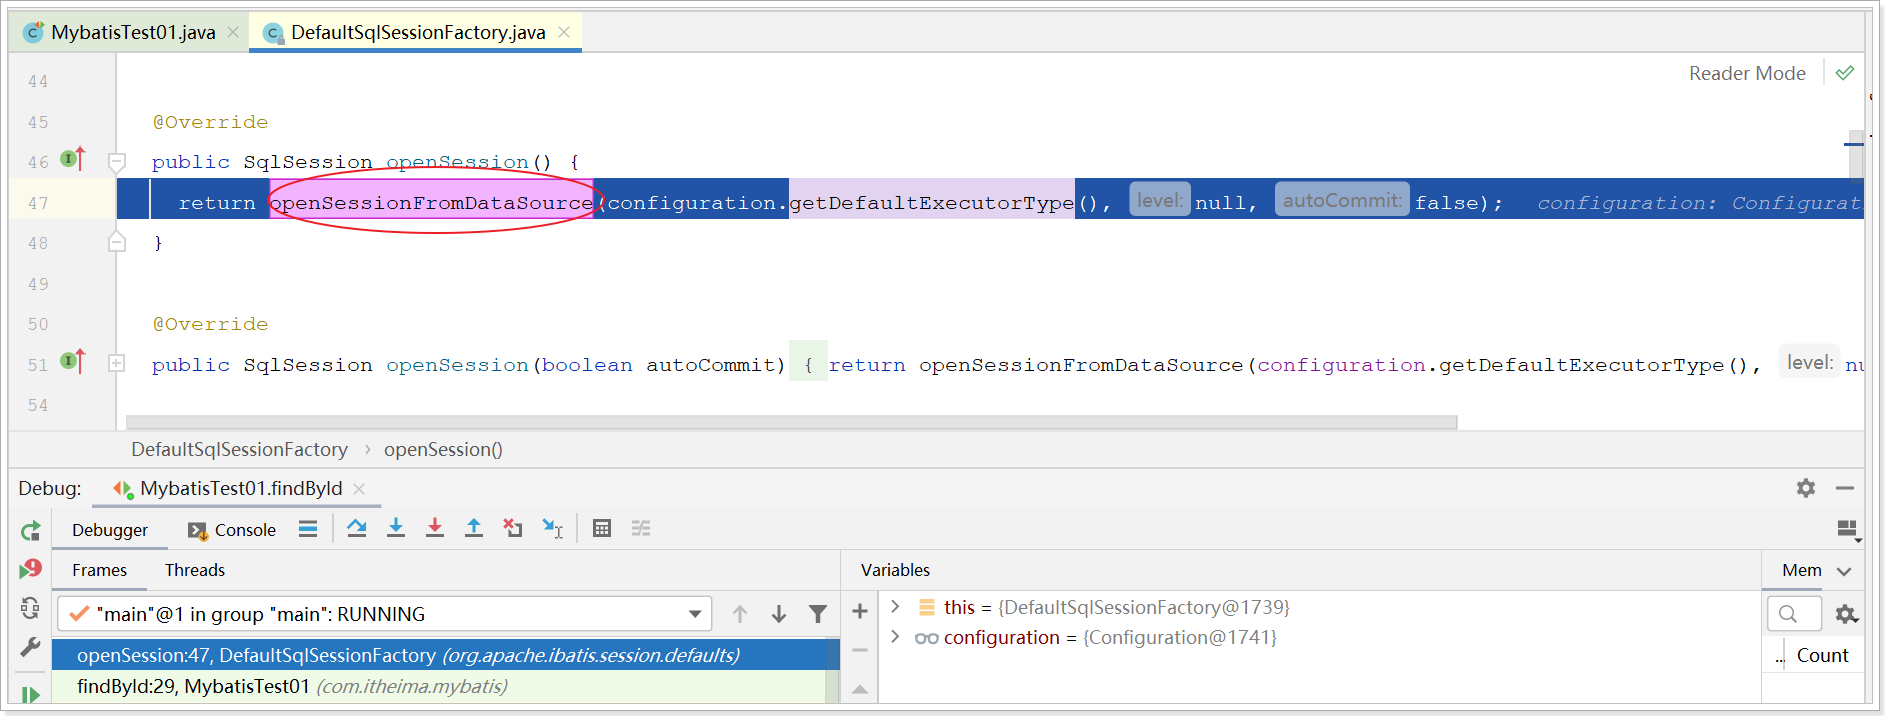 MybatisTest01.java DefaultSqlSessionFactory.java
44 Reader Mode
45 @Override
46 public SqlSession openSession() {
47 return openSessionFromDataSource(configuration.getDefaultExecutorType(), level: null, autoCommit: false); configuration: Configurat
48 }
49
50 @Override
51 public SqlSession openSession(boolean autoCommit) { return openSessionFromDataSource(configuration.getDefaultExecutorType(), level: nu
54
DefaultSqlSessionFactory › openSession()
Debug: MybatisTest01.findById
Debugger Console
Frames Threads Variables Mem
"main"@1 in group "main": RUNNING
this = {DefaultSqlSessionFactory@1739}
configuration = {Configuration@1741}
openSession:47, DefaultSqlSessionFactory (org.apache.ibatis.session.defaults)
... Count
findById:29, MybatisTest01 (com.itheima.mybatis)